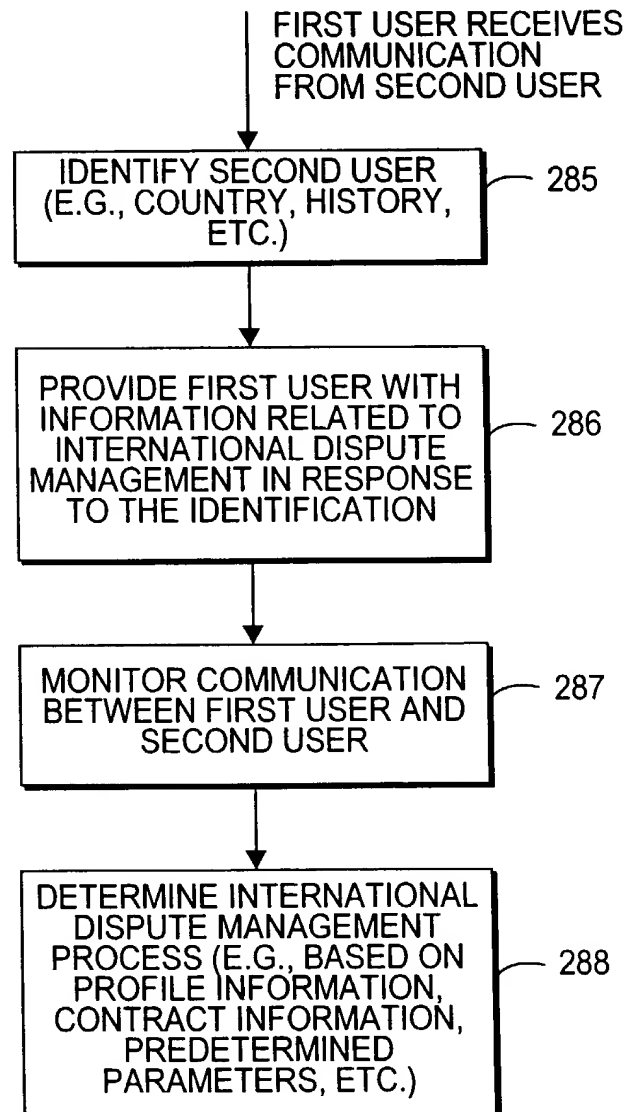 FIRST USER RECEIVES
COMMUNICATION
FROM SECOND USER
IDENTIFY SECOND USER
(E.G., COUNTRY, HISTORY,
ETC.)
285
PROVIDE FIRST USER WITH
INFORMATION RELATED TO
INTERNATIONAL DISPUTE
MANAGEMENT IN RESPONSE
TO THE IDENTIFICATION
286
MONITOR COMMUNICATION
BETWEEN FIRST USER AND
SECOND USER
287
DETERMINE INTERNATIONAL
DISPUTE MANAGEMENT
PROCESS (E.G., BASED ON
PROFILE INFORMATION,
CONTRACT INFORMATION,
PREDETERMINED
PARAMETERS, ETC.)
288